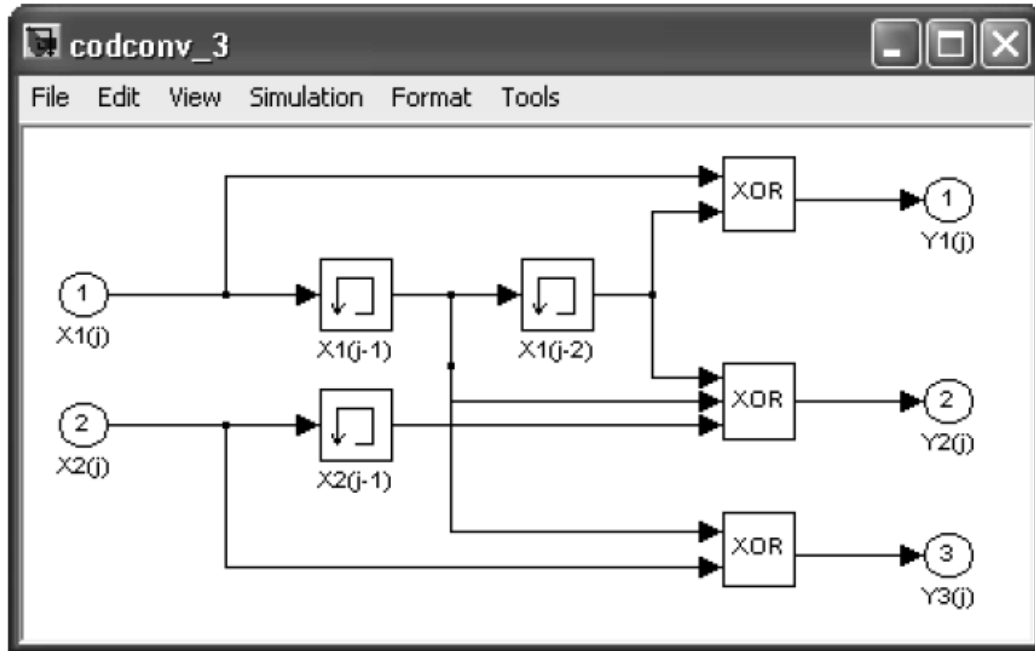 codconv_3
File Edit View Simulation Format Tools
XOR
1
Y1(j)
1
X1(j)
X1(j-1)
X1(j-2)
XOR
2
Y2(j)
2
X2(j)
X2(j-1)
XOR
3
Y3(j)